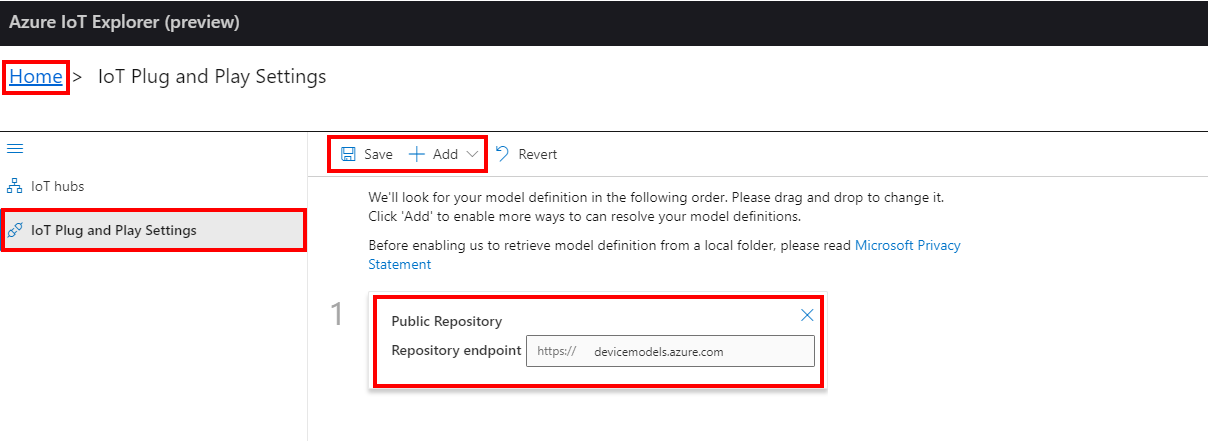 Azure IoT Explorer (preview)
Home > IoT Plug and Play Settings
Save Add Revert
IoT hubs
IoT Plug and Play Settings
We'll look for your model definition in the following order. Please drag and drop to change it.
Click 'Add' to enable more ways to can resolve your model definitions.
Before enabling us to retrieve model definition from a local folder, please read Microsoft Privacy
Statement
1
Public Repository
Repository endpoint https:// devicemodels.azure.com